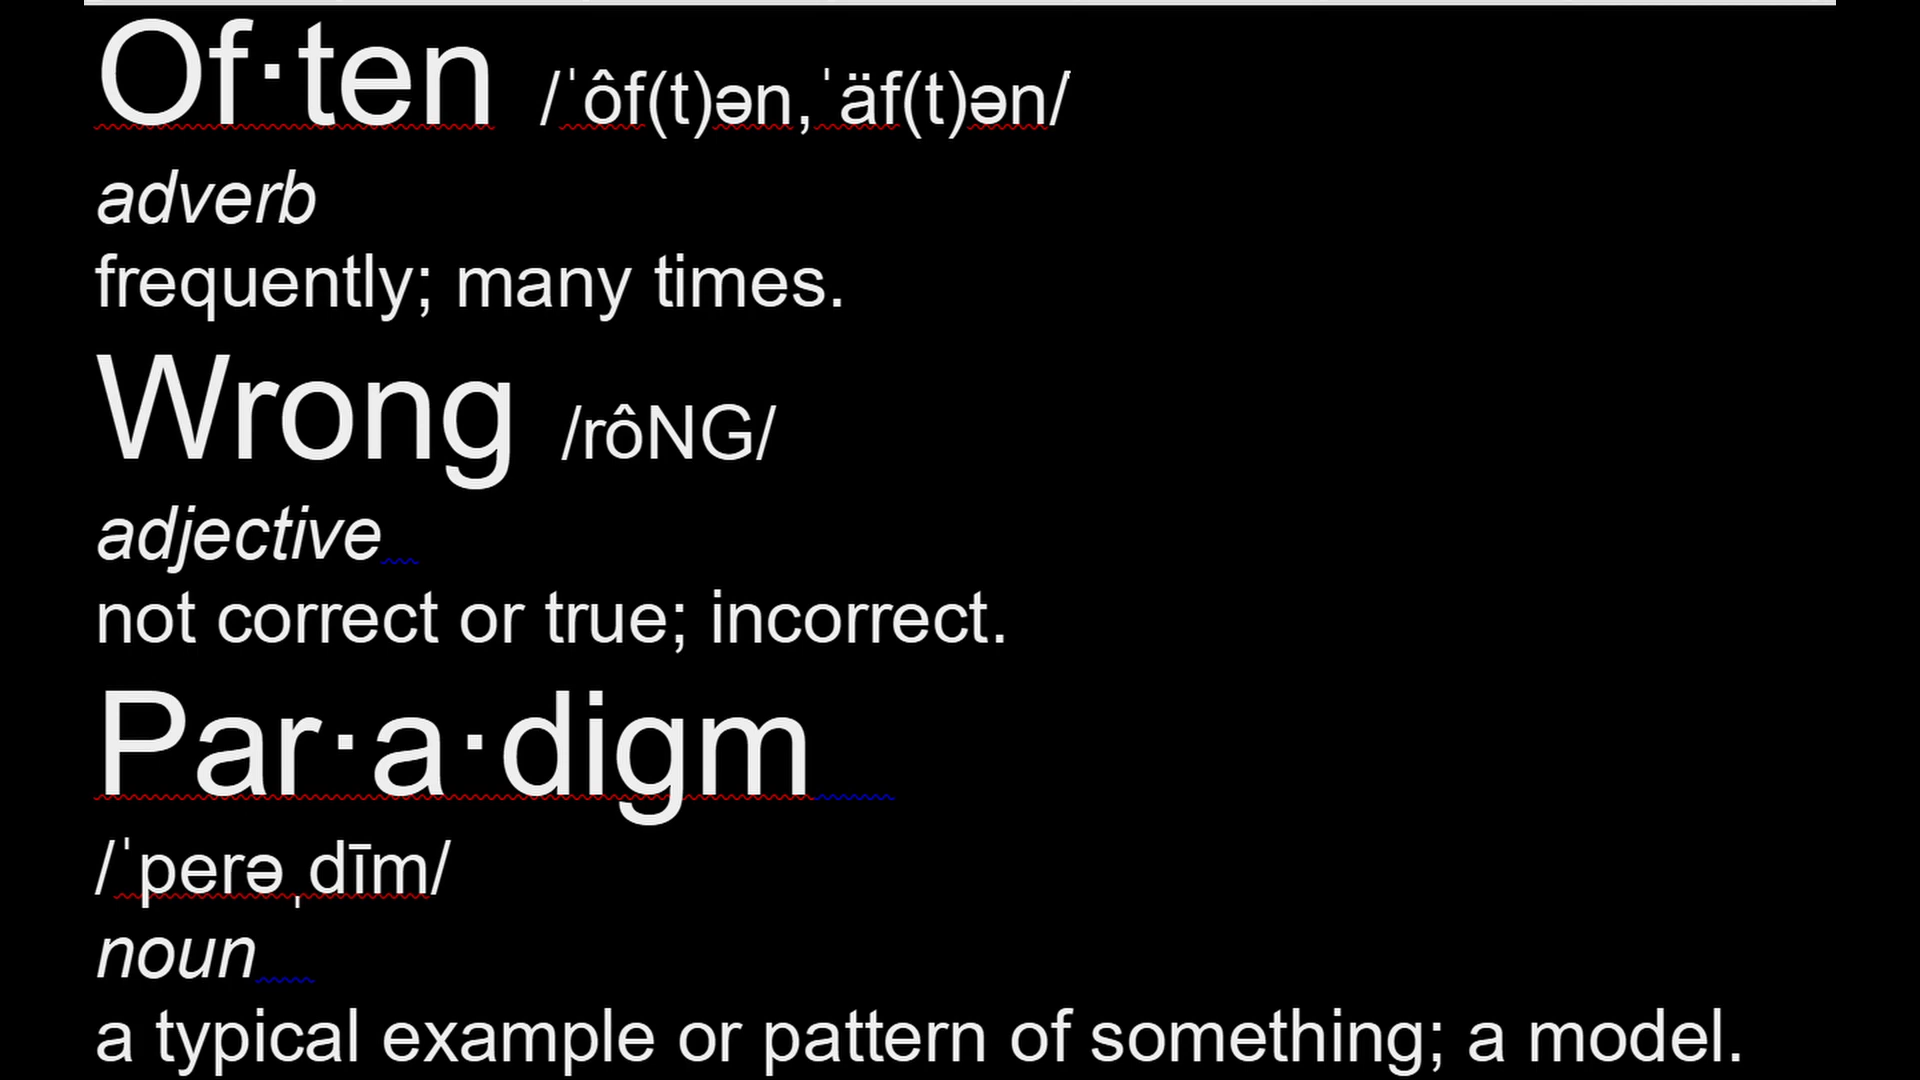 Of·ten /ˈôf(t)ən,ˈäf(t)ən/
adverb
frequently; many times.
Wrong /rôNG/
adjective
not correct or true; incorrect.
Par·a·digm
/ˈperəˌdīm/
noun
a typical example or pattern of something; a model.